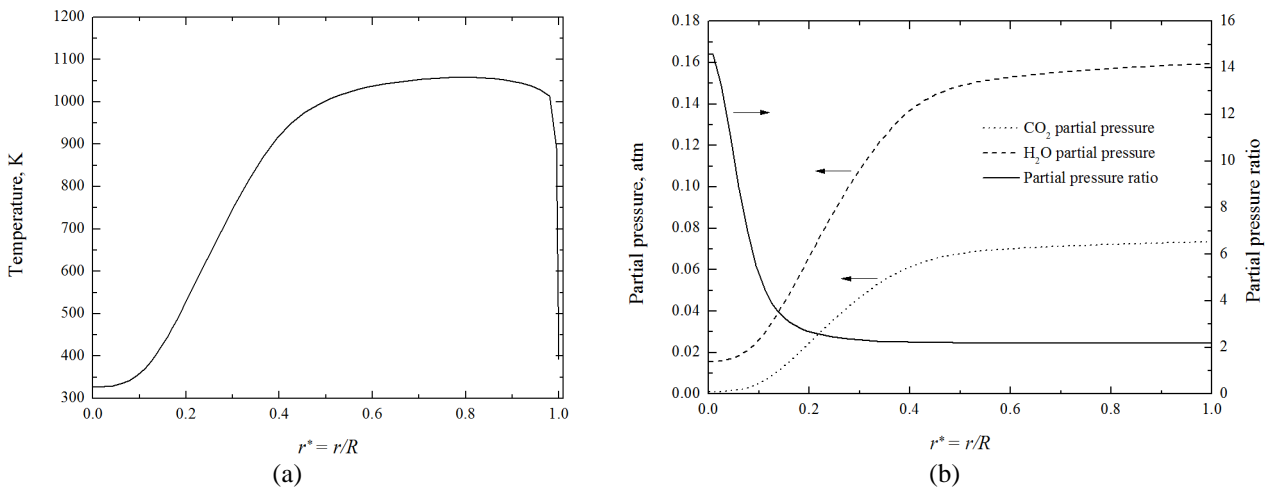 1200
1100
1000
900
800
700
600
500
400
300
Temperature, K
0.0 0.2 0.4 0.6 0.8 1.0
r* = r/R
(a)
0.18
0.16
0.14
0.12
0.10
0.08
0.06
0.04
0.02
0.00
Partial pressure, atm
CO₂ partial pressure
H₂O partial pressure
Partial pressure ratio
16
14
12
10
8
6
4
2
0
Partial pressure ratio
0.0 0.2 0.4 0.6 0.8 1.0
r* = r/R
(b)